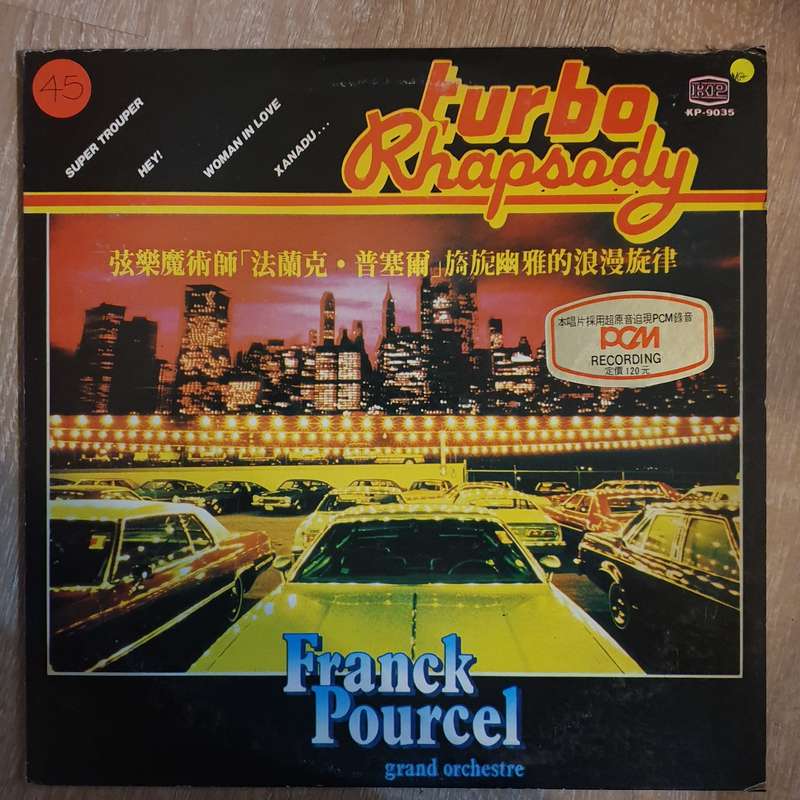 45
SUPER TROUPER
HEY!
WOMAN IN LOVE
XANADU...
turbo
Rhapsody
KP
KP-9035
弦樂魔術師「法蘭克・普塞爾」旖旎幽雅的浪漫旋律
本唱片採用超原音迫現PCM錄音
PCM
RECORDING
定價120元
Franck
Pourcel
grand orchestre